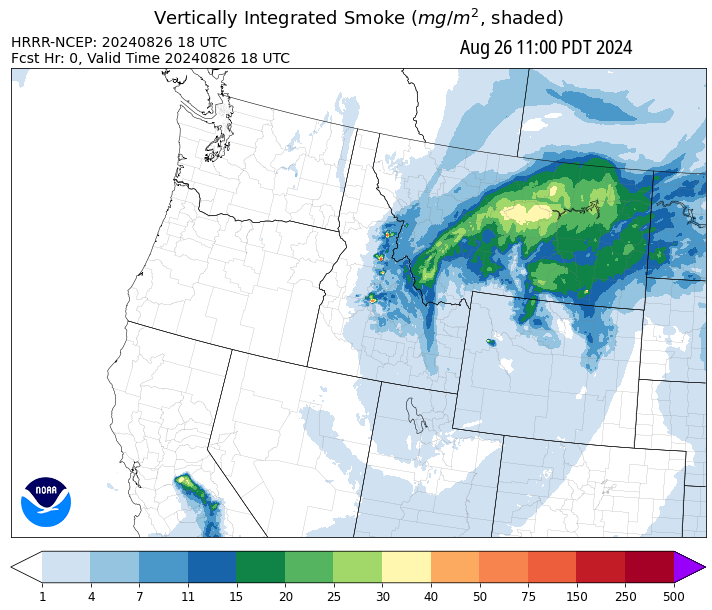 Vertically Integrated Smoke (mg/m², shaded)
HRRR-NCEP: 20240826 18 UTC
Fcst Hr: 0, Valid Time 20240826 18 UTC
Aug 26 11:00 PDT 2024
NOAA
1 4 7 11 15 20 25 30 40 50 75 150 250 500